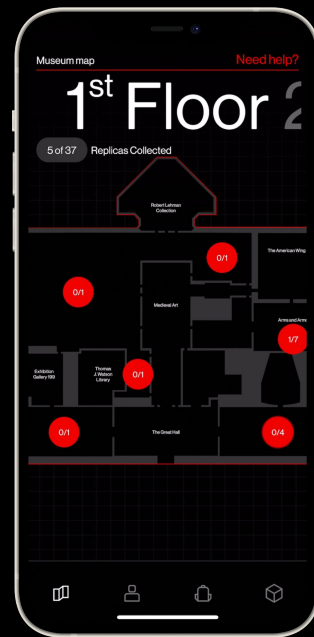 Museum map
Need help?
1st Floor 2
5 of 37 Replicas Collected
Robert Lehman
Collection
0/1
The American Wing
0/1
Medieval Art
Arms and Armo
1/7
Exhibition
Gallery 199
Thomas
J. Watson
Library
0/1
0/1
The Great Hall
0/4